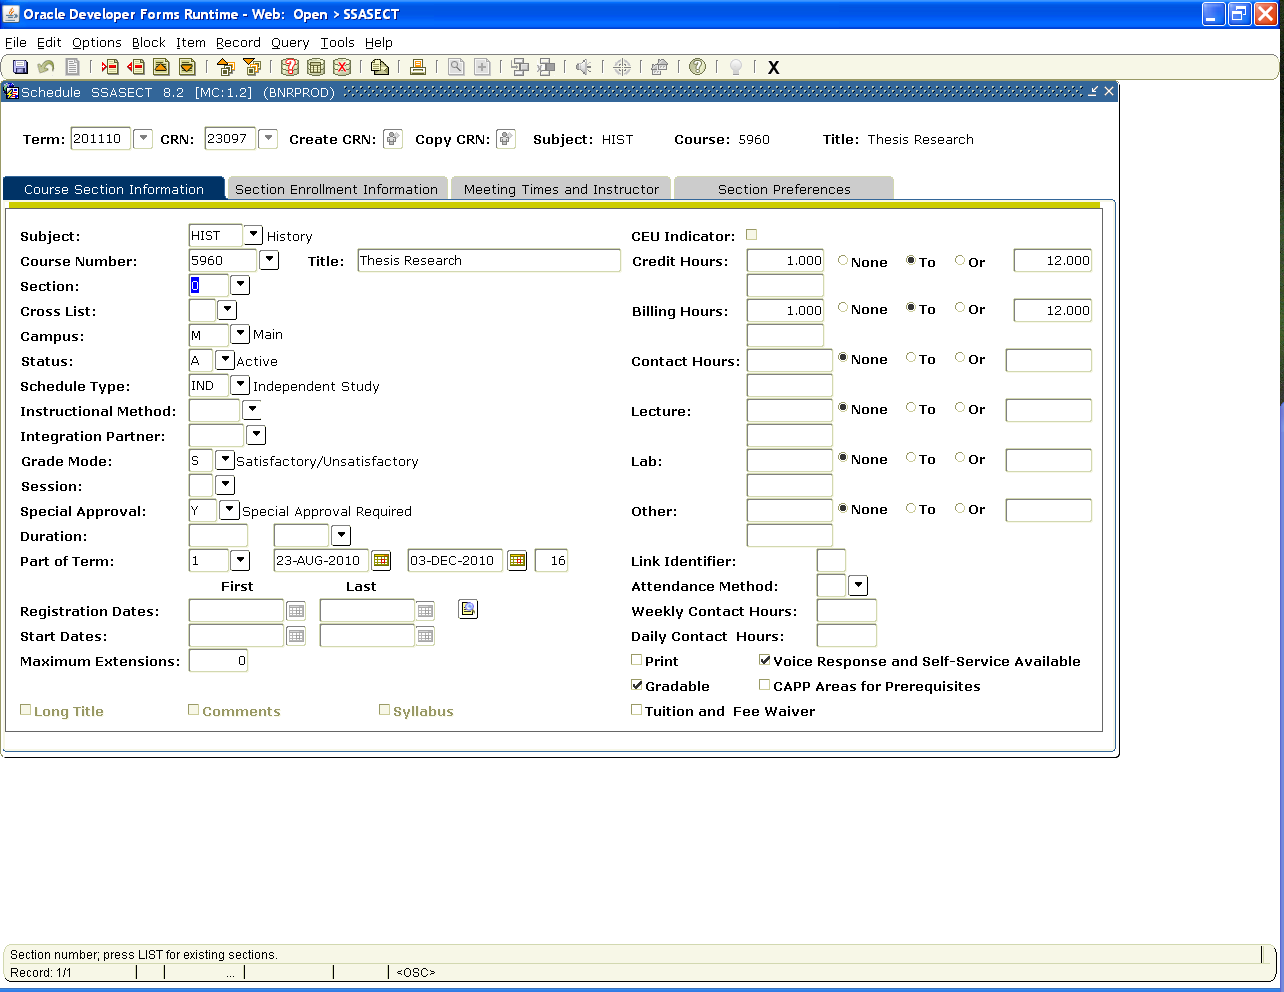 Oracle Developer Forms Runtime - Web: Open > SSASECT
File Edit Options Block Item Record Query Tools Help
X
Schedule SSASECT 8.2 [MC:1.2] (BNRPROD)
Term: 201110 CRN: 23097 Create CRN: Copy CRN: Subject: HIST Course: 5960 Title: Thesis Research
Course Section Information Section Enrollment Information Meeting Times and Instructor Section Preferences
Subject: HIST History CEU Indicator:
Course Number: 5960 Title: Thesis Research Credit Hours: 1.000 None To Or 12.000
Section: 0
Cross List: Billing Hours: 1.000 None To Or 12.000
Campus: M Main
Status: A Active Contact Hours: None To Or
Schedule Type: IND Independent Study
Instructional Method: Lecture: None To Or
Integration Partner:
Grade Mode: S Satisfactory/Unsatisfactory Lab: None To Or
Session:
Special Approval: Y Special Approval Required Other: None To Or
Duration:
Part of Term: 1 23-AUG-2010 03-DEC-2010 16 Link Identifier:
First Last Attendance Method:
Registration Dates: Weekly Contact Hours:
Start Dates: Daily Contact Hours:
Maximum Extensions: 0 Print Voice Response and Self-Service Available
Gradable CAPP Areas for Prerequisites
Long Title Comments Syllabus Tuition and Fee Waiver
Section number; press LIST for existing sections.
Record: 1/1 ... <OSC>